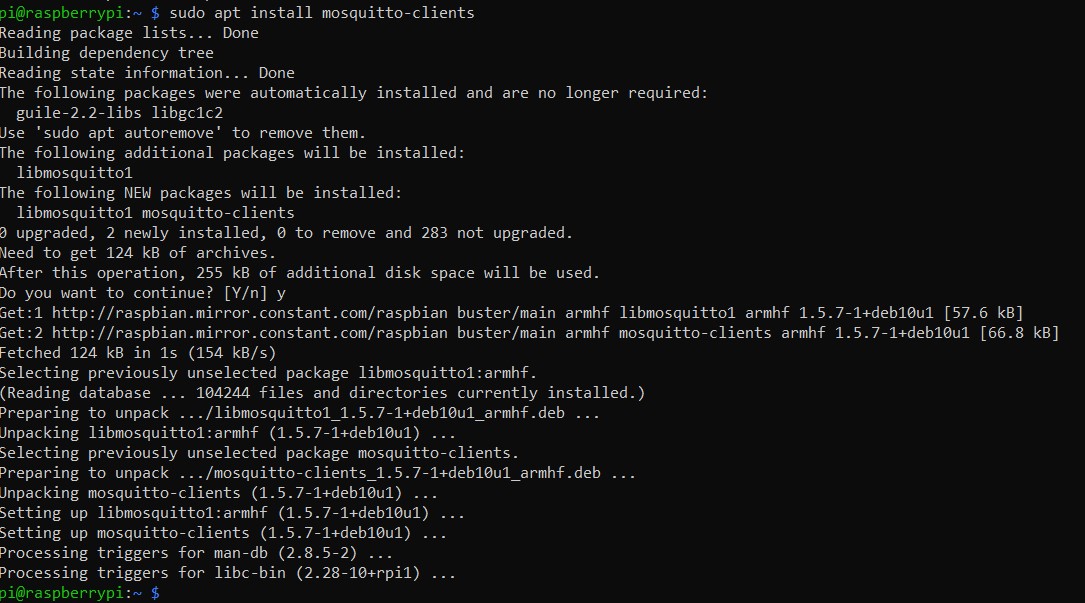 pi@raspberrypi:~ $ sudo apt install mosquitto-clients
Reading package lists... Done
Building dependency tree
Reading state information... Done
The following packages were automatically installed and are no longer required:
  guile-2.2-libs libgc1c2
Use 'sudo apt autoremove' to remove them.
The following additional packages will be installed:
  libmosquitto1
The following NEW packages will be installed:
  libmosquitto1 mosquitto-clients
0 upgraded, 2 newly installed, 0 to remove and 283 not upgraded.
Need to get 124 kB of archives.
After this operation, 255 kB of additional disk space will be used.
Do you want to continue? [Y/n] y
Get:1 http://raspbian.mirror.constant.com/raspbian buster/main armhf libmosquitto1 armhf 1.5.7-1+deb10u1 [57.6 kB]
Get:2 http://raspbian.mirror.constant.com/raspbian buster/main armhf mosquitto-clients armhf 1.5.7-1+deb10u1 [66.8 kB]
Fetched 124 kB in 1s (154 kB/s)
Selecting previously unselected package libmosquitto1:armhf.
(Reading database ... 104244 files and directories currently installed.)
Preparing to unpack .../libmosquitto1_1.5.7-1+deb10u1_armhf.deb ...
Unpacking libmosquitto1:armhf (1.5.7-1+deb10u1) ...
Selecting previously unselected package mosquitto-clients.
Preparing to unpack .../mosquitto-clients_1.5.7-1+deb10u1_armhf.deb ...
Unpacking mosquitto-clients (1.5.7-1+deb10u1) ...
Setting up libmosquitto1:armhf (1.5.7-1+deb10u1) ...
Setting up mosquitto-clients (1.5.7-1+deb10u1) ...
Processing triggers for man-db (2.8.5-2) ...
Processing triggers for libc-bin (2.28-10+rpi1) ...
pi@raspberrypi:~ $